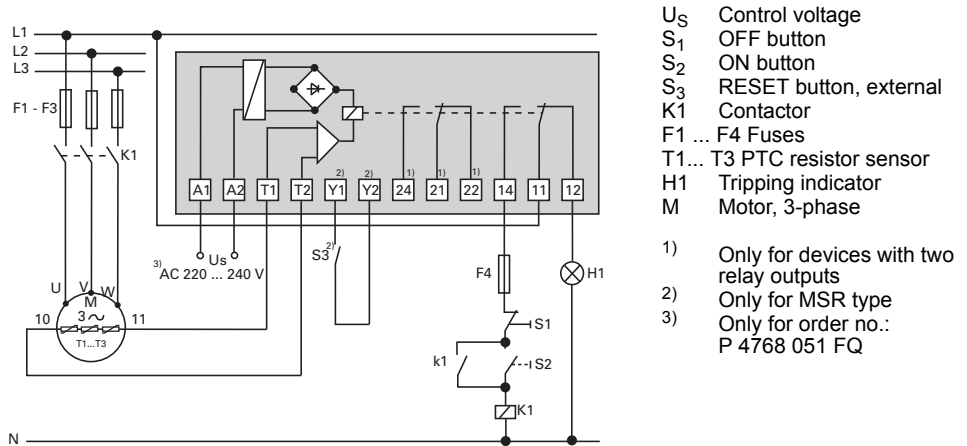 L1
L2
L3
F1 - F3
K1
A1 A2 T1 T2 Y1 2) Y2 2) 24 1) 21 1) 22 1) 14 11 12
Us
3) AC 220 ... 240 V
S3 2)
F4
H1
U V W
M
3 ~
10 11
T1...T3
S1
k1
S2
K1
N
US Control voltage
S1 OFF button
S2 ON button
S3 RESET button, external
K1 Contactor
F1 ... F4 Fuses
T1... T3 PTC resistor sensor
H1 Tripping indicator
M Motor, 3-phase
1) Only for devices with two
relay outputs
2) Only for MSR type
3) Only for order no.:
P 4768 051 FQ